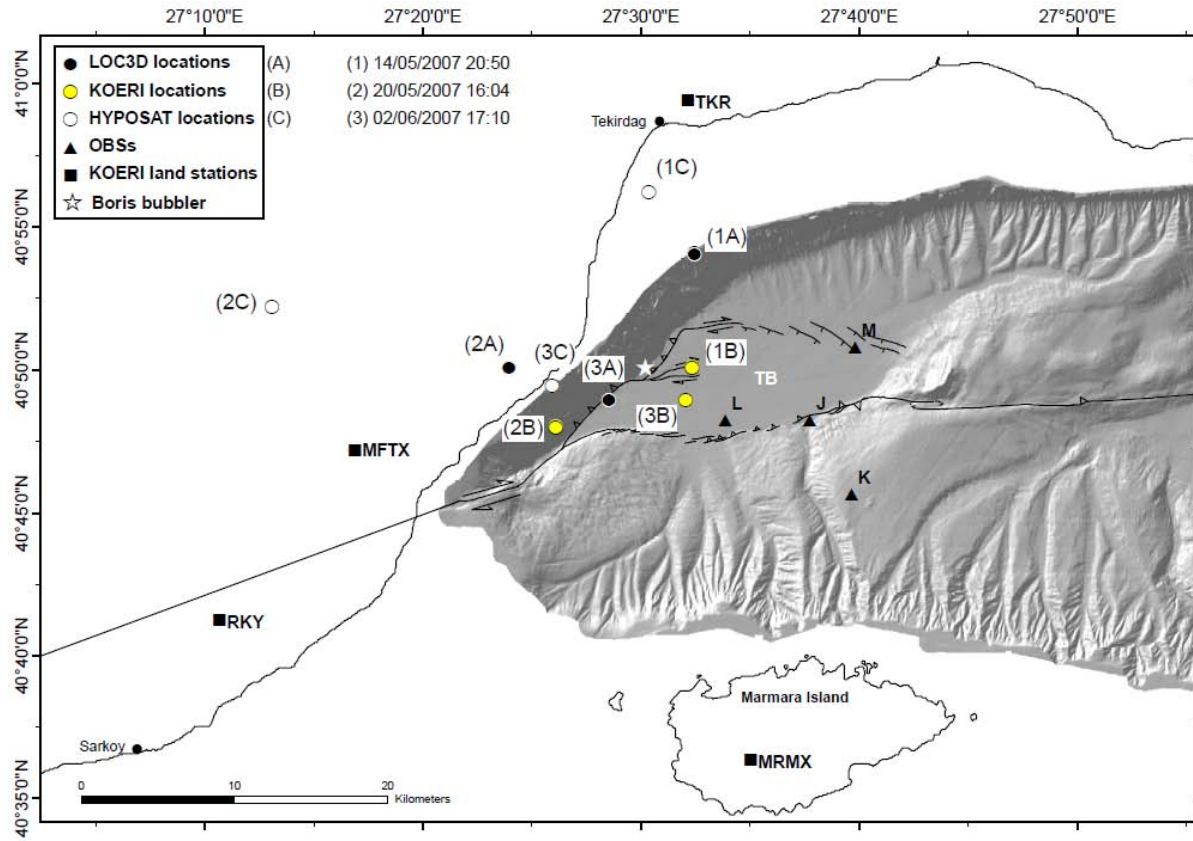 27°10'0"E 27°20'0"E 27°30'0"E 27°40'0"E 27°50'0"E
LOC3D locations (A) (1) 14/05/2007 20:50
KOERI locations (B) (2) 20/05/2007 16:04
HYPOSAT locations (C) (3) 02/06/2007 17:10
OBSs
KOERI land stations
Boris bubbler
41°0'0"N
TKR
Tekirdag
(1C)
40°55'0"N
(1A)
(2C)
M
(2A)
(3C)
(1B)
(3A)
40°50'0"N
TB
(3B)
L
J
(2B)
MFTX
K
40°45'0"N
RKY
40°40'0"N
Marmara Island
Sarkoy
MRMX
0 10 20
Kilometers
40°35'0"N